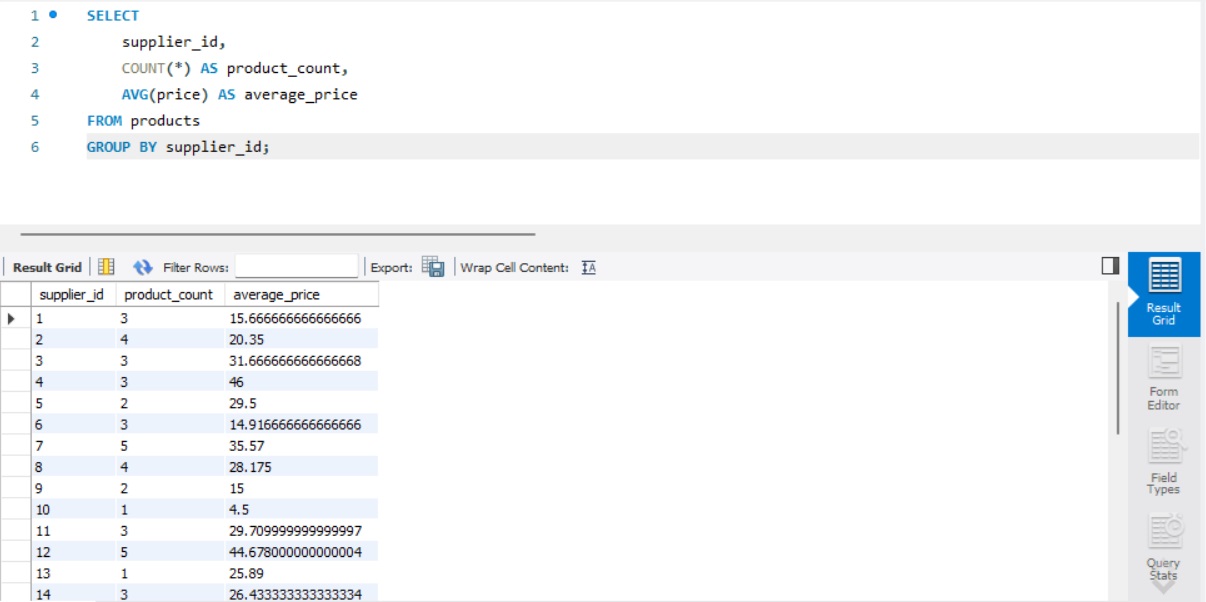 1 SELECT
2 supplier_id,
3 COUNT(*) AS product_count,
4 AVG(price) AS average_price
5 FROM products
6 GROUP BY supplier_id;
Result Grid Filter Rows: Export: Wrap Cell Content: IA
supplier_id product_count average_price
1 3 15.666666666666666
2 4 20.35
3 3 31.666666666666668
4 3 46
5 2 29.5
6 3 14.916666666666666
7 5 35.57
8 4 28.175
9 2 15
10 1 4.5
11 3 29.709999999999997
12 5 44.678000000000004
13 1 25.89
14 3 26.433333333333334
Result
Grid
Form
Editor
Field
Types
Query
Stats